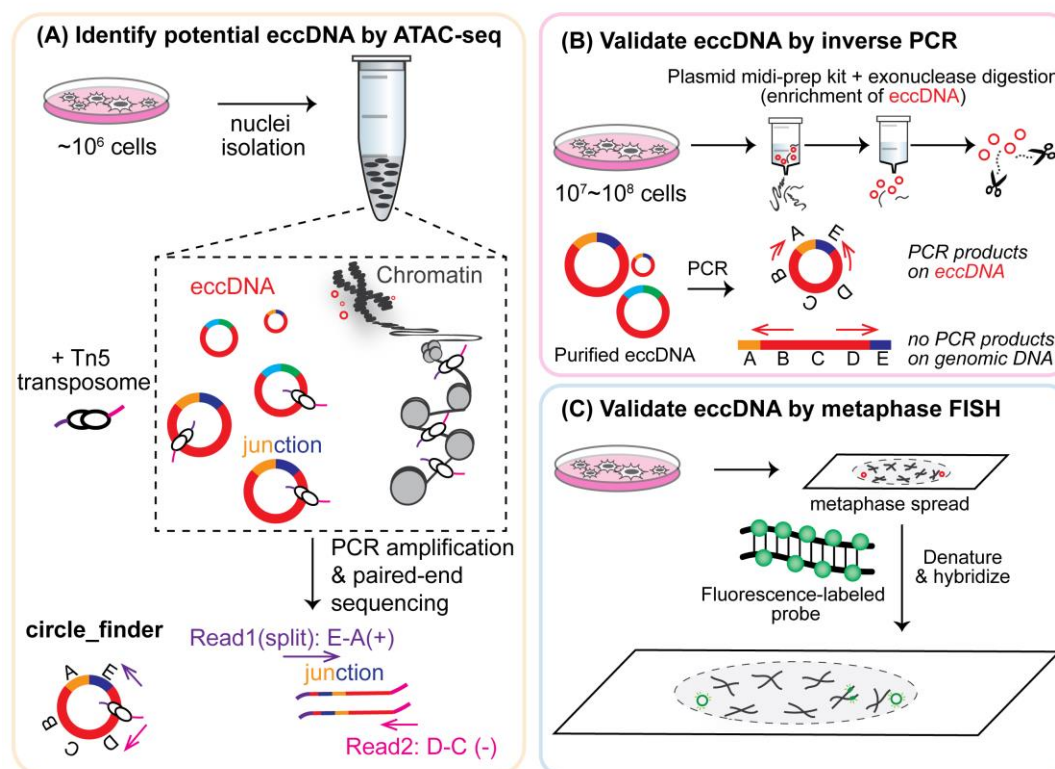 (A) Identify potential eccDNA by ATAC-seq
~10⁶ cells
nuclei
isolation
eccDNA
Chromatin
+ Tn5
transposome
junction
PCR amplification
& paired-end
sequencing
circle_finder
A
E
B
C
D
Read1(split): E-A(+)
junction
Read2: D-C (-)
(B) Validate eccDNA by inverse PCR
Plasmid midi-prep kit + exonuclease digestion
(enrichment of eccDNA)
10⁷~10⁸ cells
Purified eccDNA
PCR
A
E
B
C
D
PCR products
on eccDNA
A B C D E
no PCR products
on genomic DNA
(C) Validate eccDNA by metaphase FISH
metaphase spread
Fluorescence-labeled
probe
Denature
& hybridize